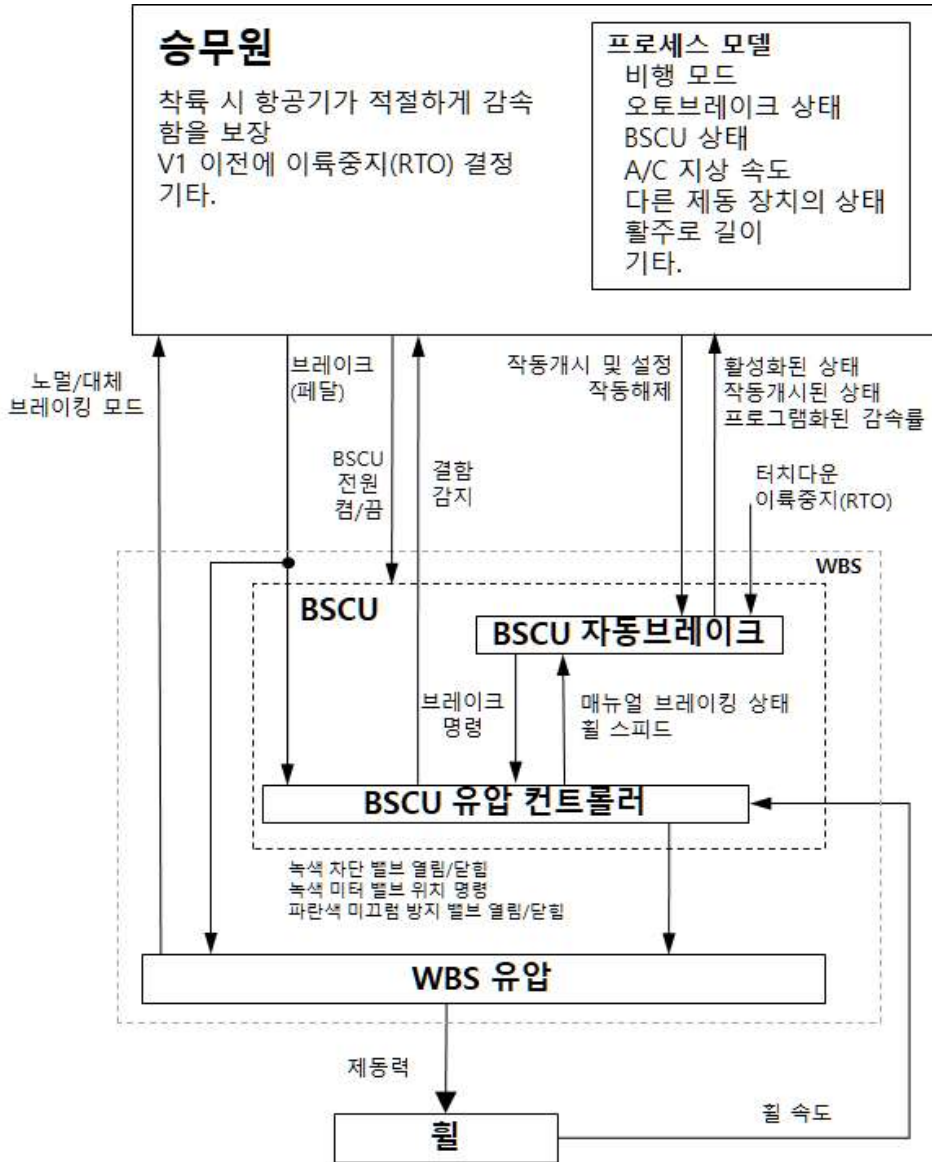 승무원
착륙 시 항공기가 적절하게 감속
함을 보장
V1 이전에 이륙중지(RTO) 결정
기타.
프로세스 모델
비행 모드
오토브레이크 상태
BSCU 상태
A/C 지상 속도
다른 제동 장치의 상태
활주로 길이
기타.
노멀/대체
브레이킹 모드
브레이크
(페달)
BSCU
전원
켬/끔
결함
감지
작동개시 및 설정
작동해제
활성화된 상태
작동개시된 상태
프로그램화된 감속률
터치다운
이륙중지(RTO)
WBS
BSCU
BSCU 자동브레이크
브레이크
명령
매뉴얼 브레이킹 상태
휠 스피드
BSCU 유압 컨트롤러
녹색 차단 밸브 열림/닫힘
녹색 미터 밸브 위치 명령
파란색 미끄럼 방지 밸브 열림/닫힘
WBS 유압
제동력
휠 속도
휠